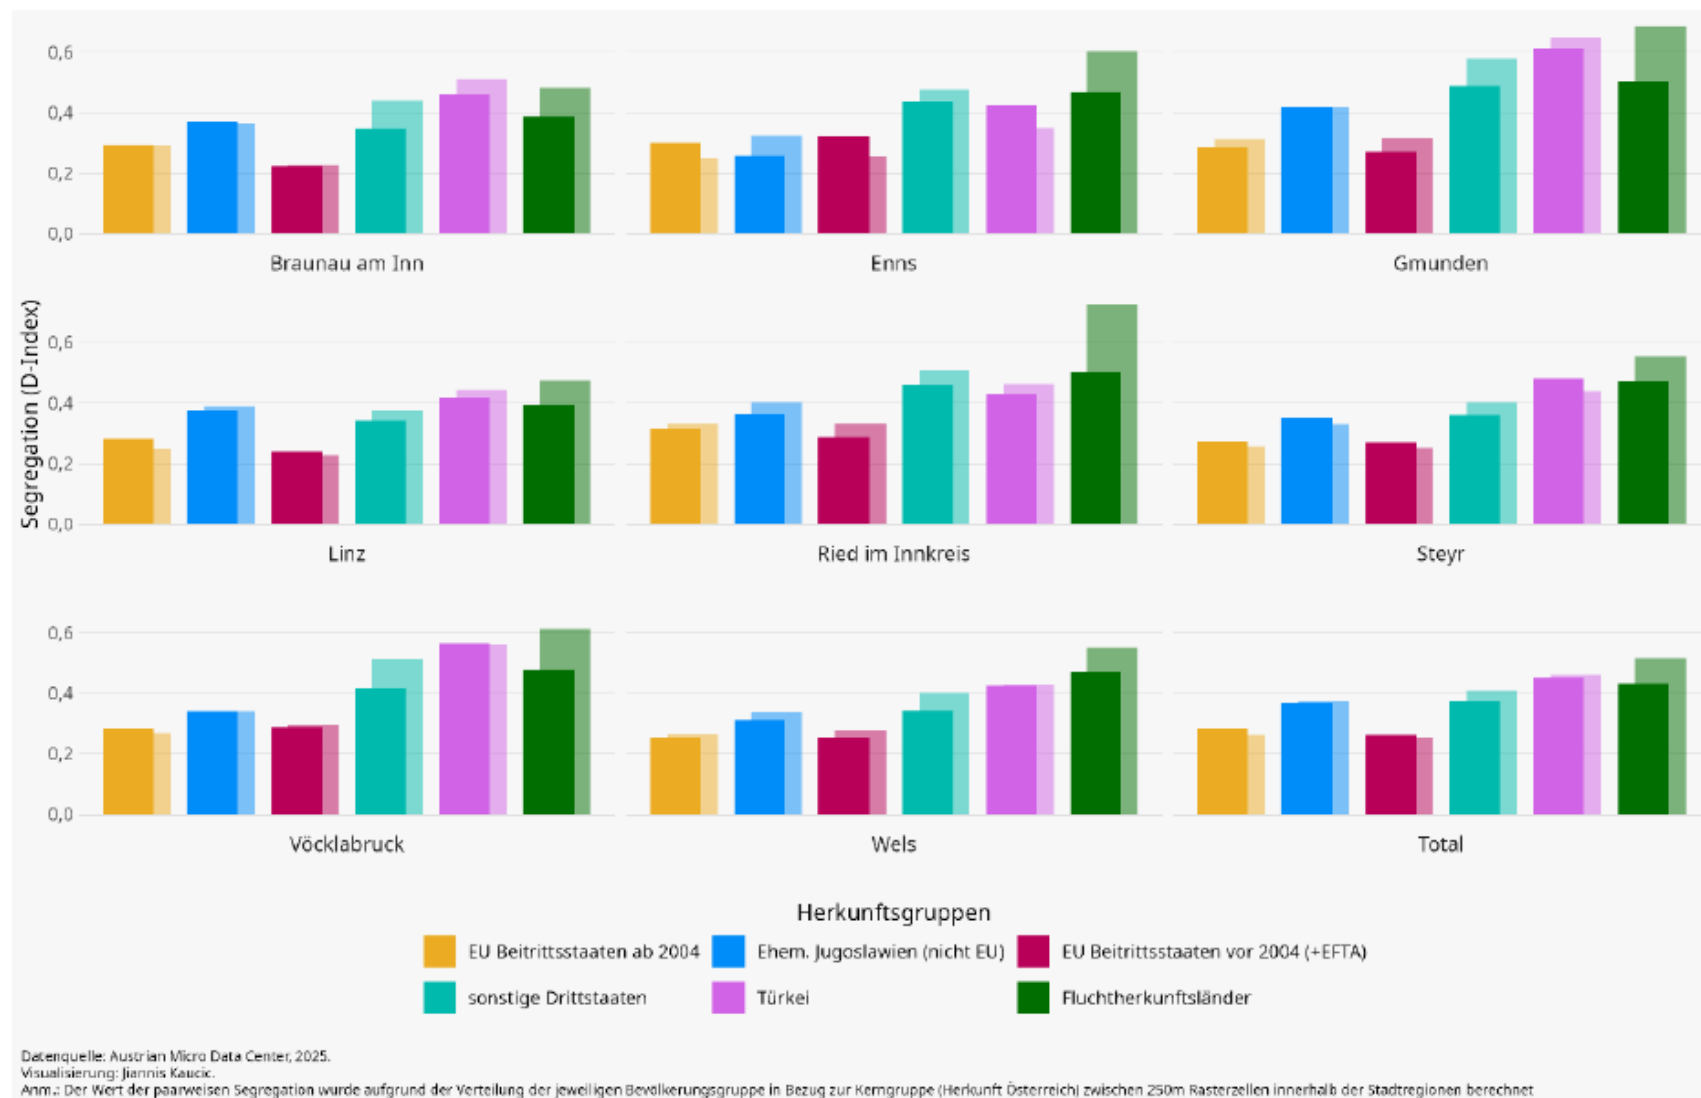 0,6
0,4
0,2
0,0
Braunau am Inn
Enns
Gmunden
Segregation (D-Index)
0,6
0,4
0,2
0,0
Linz
Ried im Innkreis
Steyr
0,6
0,4
0,2
0,0
Vöcklabruck
Wels
Total
Herkunftsgruppen
EU Beitrittsstaaten ab 2004
Ehem. Jugoslawien (nicht EU)
EU Beitrittsstaaten vor 2004 (+EFTA)
sonstige Drittstaaten
Türkei
Fluchtherkunftsländer
Datenquelle: Austrian Micro Data Center, 2025.
Visualisierung: Jiannis Kaucic.
Anm.: Der Wert der paarweisen Segregation wurde aufgrund der Verteilung der jeweiligen Bevölkerungsgruppe in Bezug zur Kerngruppe (Herkunft Österreich) zwischen 250m Rasterzellen innerhalb der Stadtregionen berechnet